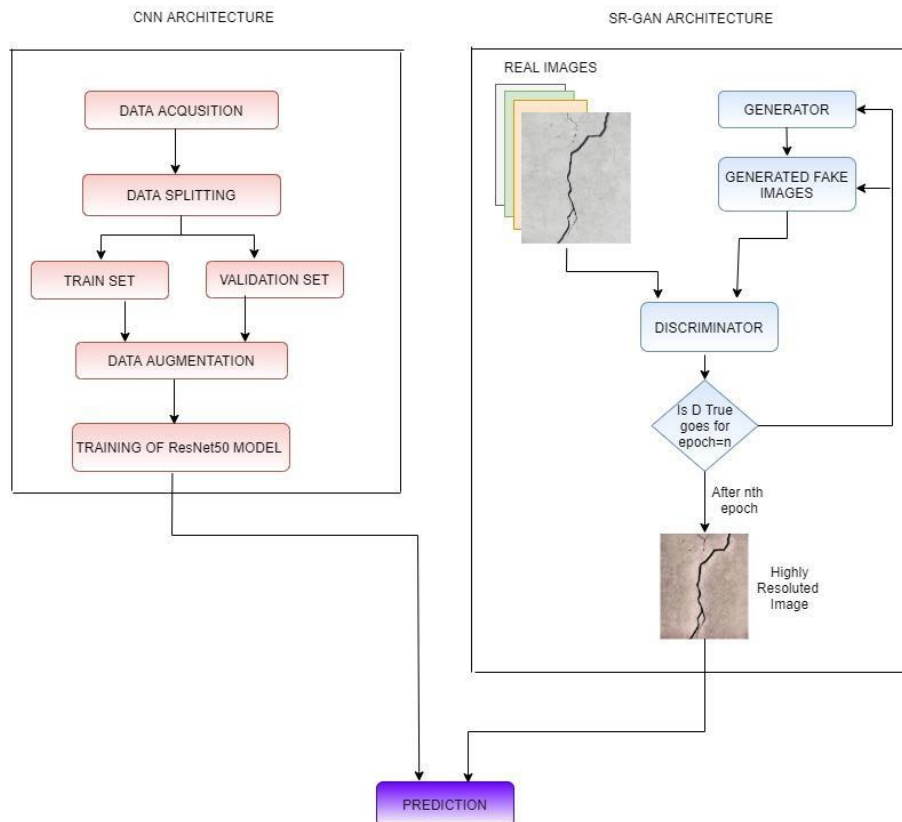 CNN ARCHITECTURE
DATA ACQUSITION
DATA SPLITTING
TRAIN SET
VALIDATION SET
DATA AUGMENTATION
TRAINING OF ResNet50 MODEL
SR-GAN ARCHITECTURE
REAL IMAGES
GENERATOR
GENERATED FAKE
IMAGES
DISCRIMINATOR
Is D True
goes for
epoch=n
After nth
epoch
Highly
Resoluted
Image
PREDICTION